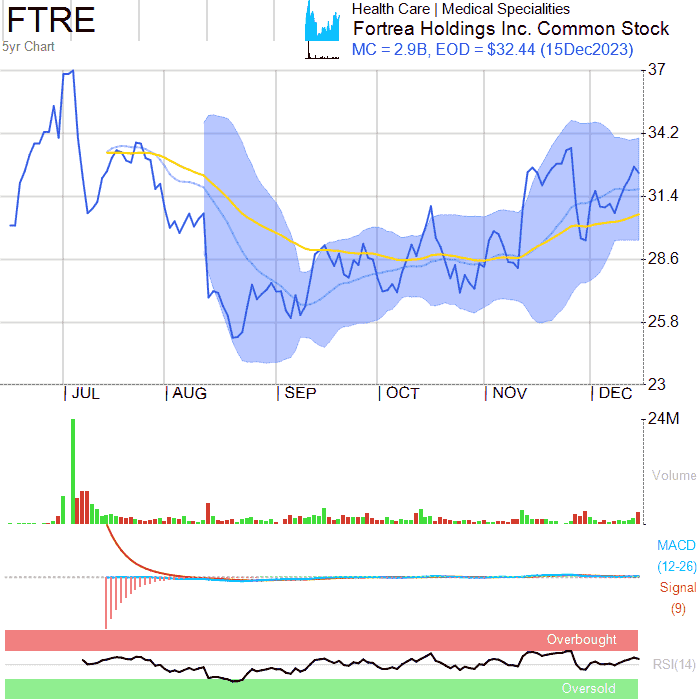 FTRE
5yr Chart
Health Care | Medical Specialities
Fortrea Holdings Inc. Common Stock
MC = 2.9B, EOD = $32.44 (15Dec2023)
37
34.2
31.4
28.6
25.8
23
JUL AUG SEP OCT NOV DEC
24M
Volume
MACD
(12-26)
Signal
(9)
Overbought
RSI(14)
Oversold